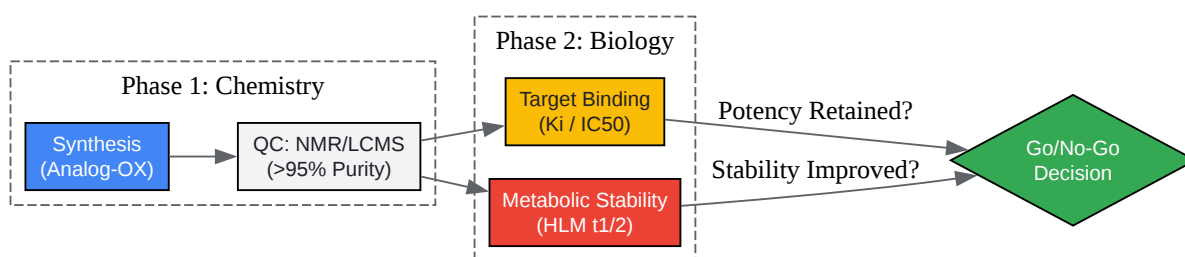 Phase 1: Chemistry
Synthesis
(Analog-OX)
QC: NMR/LCMS
(>95% Purity)
Phase 2: Biology
Target Binding
(Ki / IC50)
Metabolic Stability
(HLM t1/2)
Potency Retained?
Stability Improved?
Go/No-Go
Decision